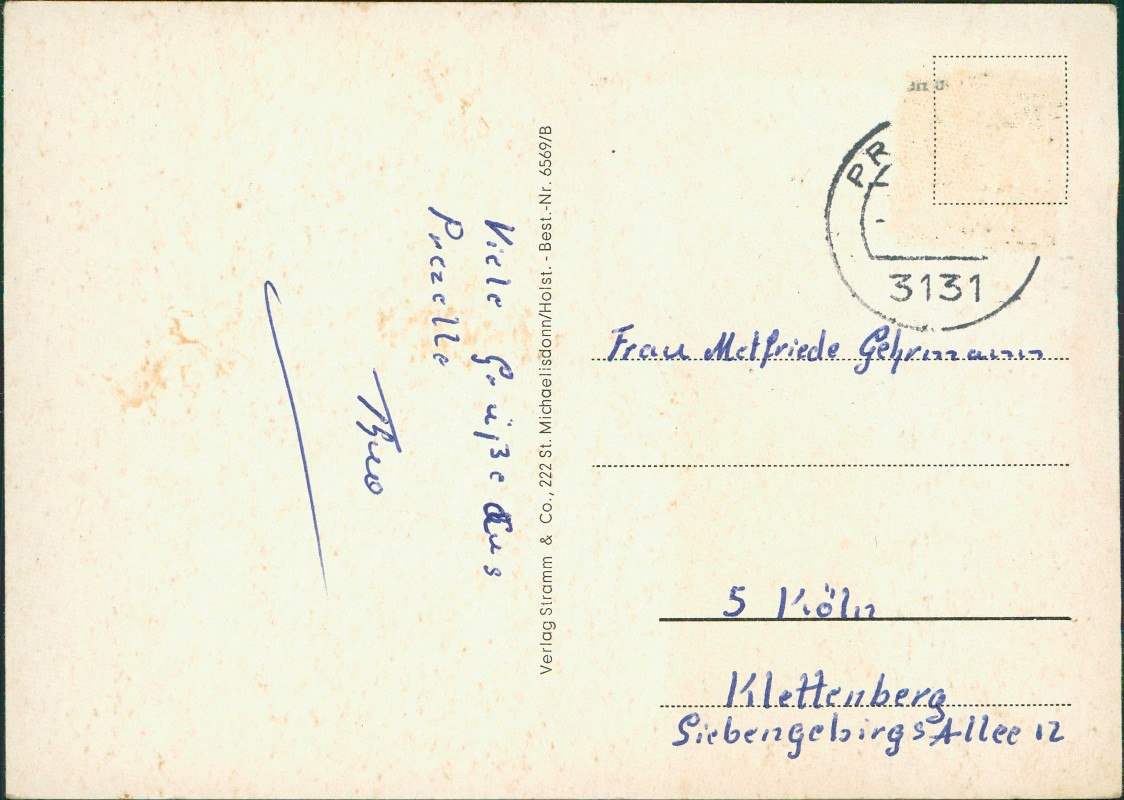 Viele Grüße aus
Prezelle
Theo
Verlag Stramm & Co., 222 St. Michaelisdonn/Holst. - Best.-Nr. 6569/B
PR
3131
Frau Metfriede Gehrmann
5 Köln
Klettenberg
Siebengebirgs Allee 12